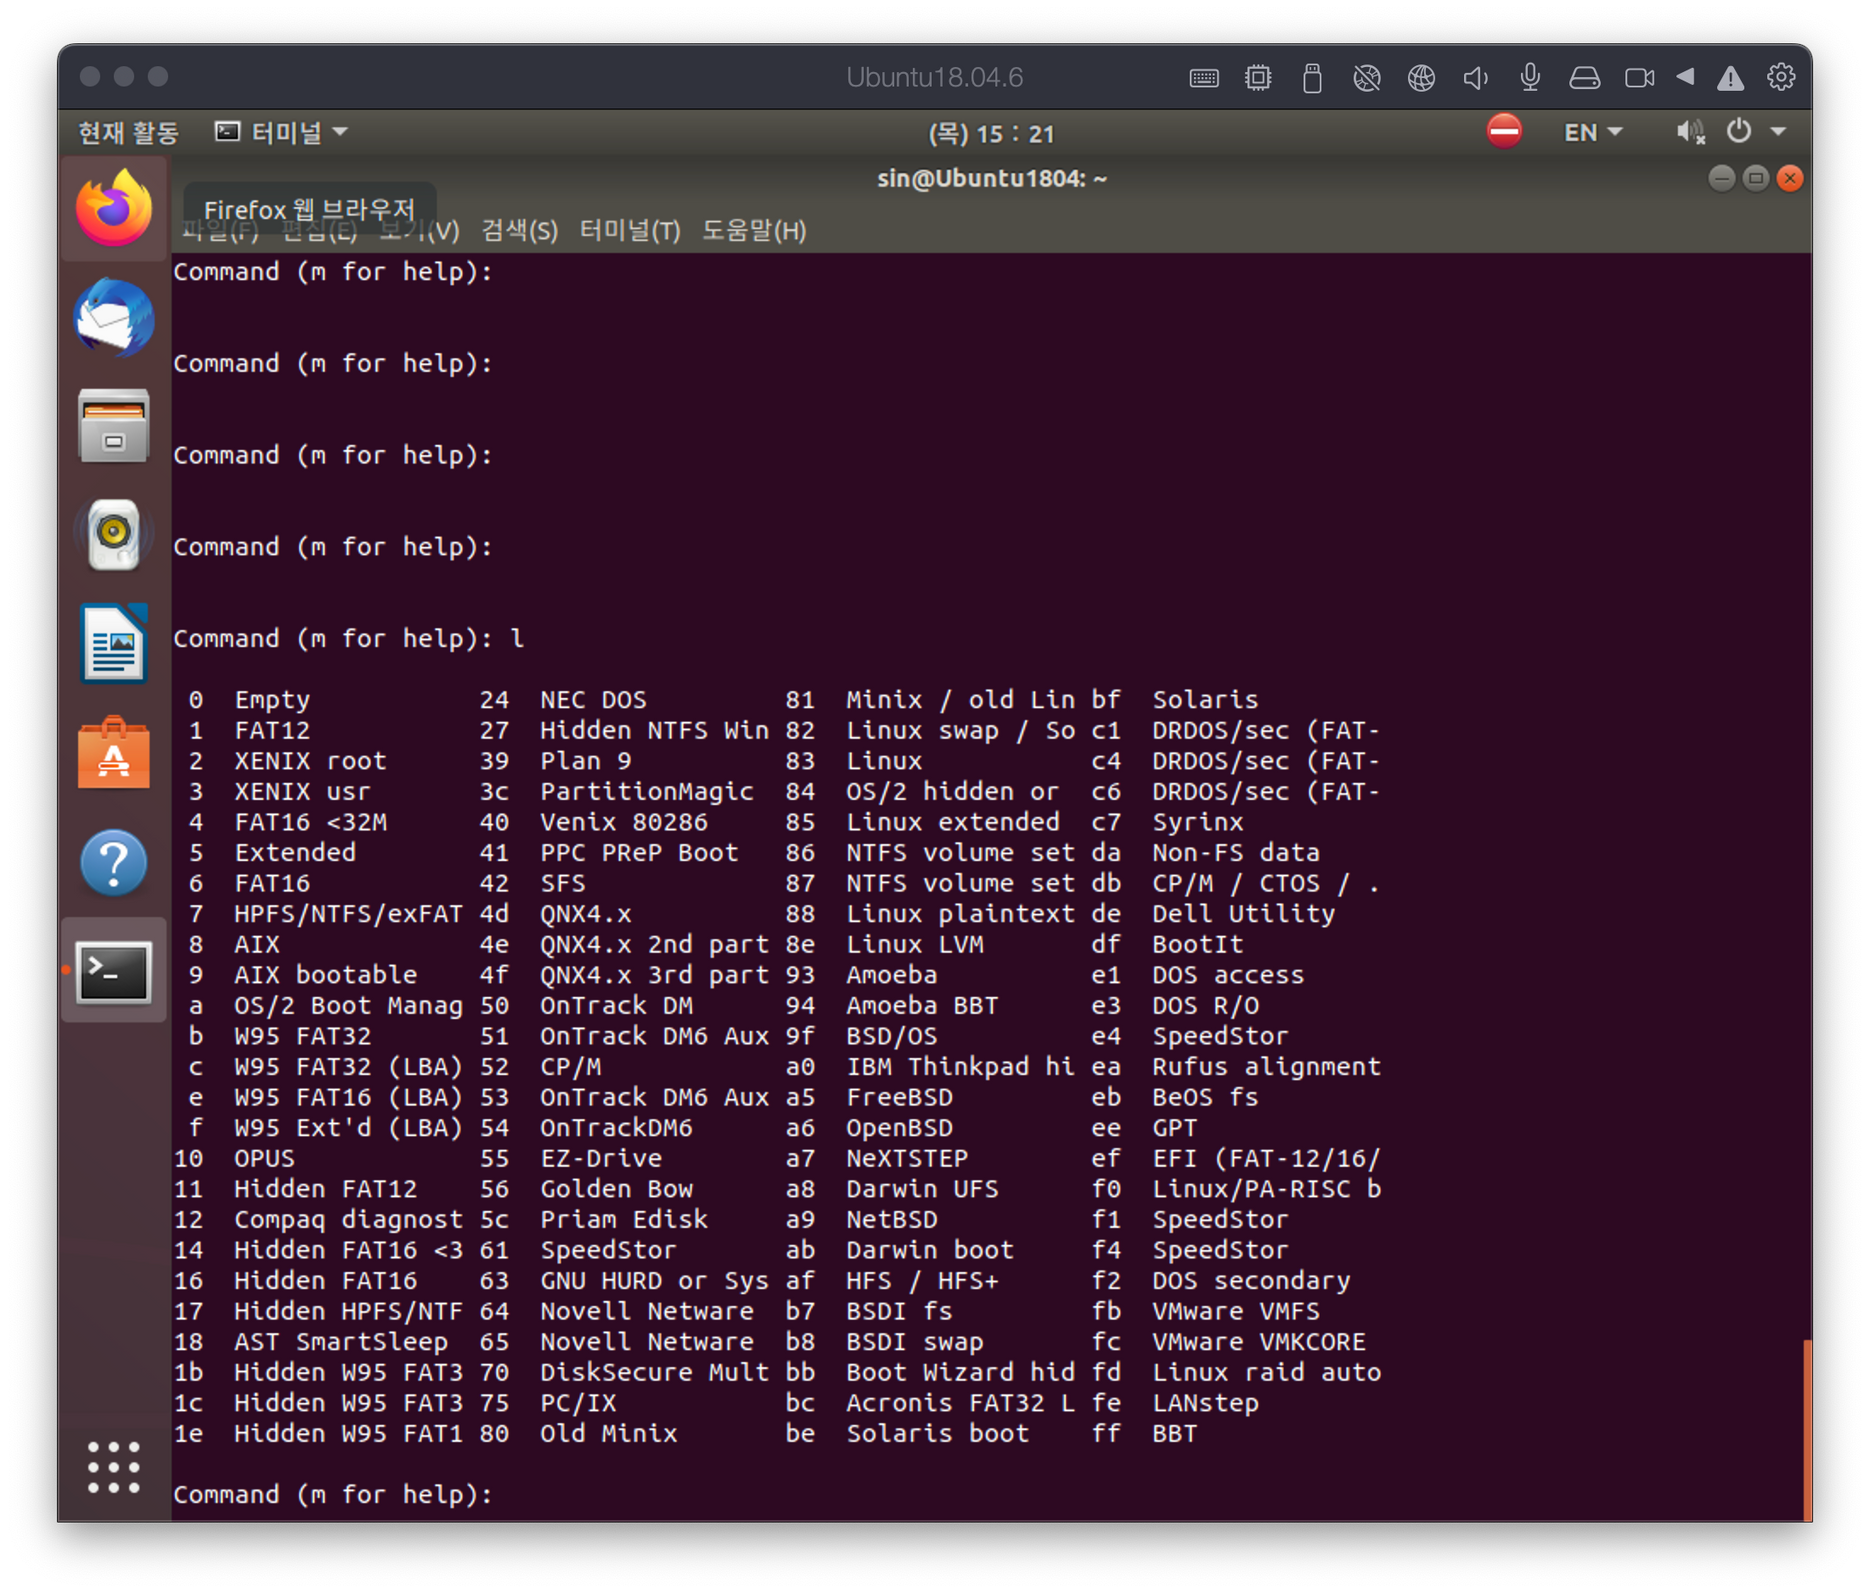 Ubuntu18.04.6
현재 활동 터미널 (목) 15 : 21 EN
sin@Ubuntu1804: ~
Firefox 웹 브라우저
파일(F) 편집(E) 보기(V) 검색(S) 터미널(T) 도움말(H)
Command (m for help):
Command (m for help):
Command (m for help):
Command (m for help):
Command (m for help): l
0 Empty 24 NEC DOS 81 Minix / old Lin bf Solaris
1 FAT12 27 Hidden NTFS Win 82 Linux swap / So c1 DRDOS/sec (FAT-
2 XENIX root 39 Plan 9 83 Linux c4 DRDOS/sec (FAT-
3 XENIX usr 3c PartitionMagic 84 OS/2 hidden or c6 DRDOS/sec (FAT-
4 FAT16 <32M 40 Venix 80286 85 Linux extended c7 Syrinx
5 Extended 41 PPC PReP Boot 86 NTFS volume set da Non-FS data
6 FAT16 42 SFS 87 NTFS volume set db CP/M / CTOS / .
7 HPFS/NTFS/exFAT 4d QNX4.x 88 Linux plaintext de Dell Utility
8 AIX 4e QNX4.x 2nd part 8e Linux LVM df BootIt
9 AIX bootable 4f QNX4.x 3rd part 93 Amoeba e1 DOS access
a OS/2 Boot Manag 50 OnTrack DM 94 Amoeba BBT e3 DOS R/O
b W95 FAT32 51 OnTrack DM6 Aux 9f BSD/OS e4 SpeedStor
c W95 FAT32 (LBA) 52 CP/M a0 IBM Thinkpad hi ea Rufus alignment
e W95 FAT16 (LBA) 53 OnTrack DM6 Aux a5 FreeBSD eb BeOS fs
f W95 Ext'd (LBA) 54 OnTrackDM6 a6 OpenBSD ee GPT
10 OPUS 55 EZ-Drive a7 NeXTSTEP ef EFI (FAT-12/16/
11 Hidden FAT12 56 Golden Bow a8 Darwin UFS f0 Linux/PA-RISC b
12 Compaq diagnost 5c Priam Edisk a9 NetBSD f1 SpeedStor
14 Hidden FAT16 <3 61 SpeedStor ab Darwin boot f4 SpeedStor
16 Hidden FAT16 63 GNU HURD or Sys af HFS / HFS+ f2 DOS secondary
17 Hidden HPFS/NTF 64 Novell Netware b7 BSDI fs fb VMware VMFS
18 AST SmartSleep 65 Novell Netware b8 BSDI swap fc VMware VMKCORE
1b Hidden W95 FAT3 70 DiskSecure Mult bb Boot Wizard hid fd Linux raid auto
1c Hidden W95 FAT3 75 PC/IX bc Acronis FAT32 L fe LANstep
1e Hidden W95 FAT1 80 Old Minix be Solaris boot ff BBT
Command (m for help):